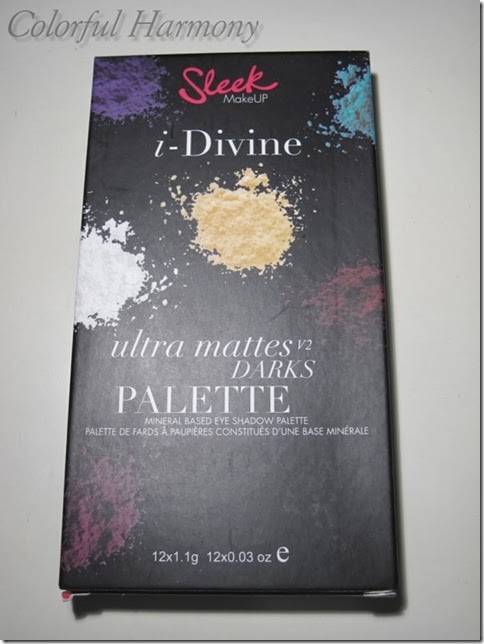 Colorful Harmony
Sleek
MakeUP
i-Divine
ultra mattes V2
DARKS
PALETTE
MINERAL BASED EYE SHADOW PALETTE
PALETTE DE FARDS À PAUPIÈRES CONSTITUÉS D'UNE BASE MINÉRALE
12x1.1g 12x0.03 oz e